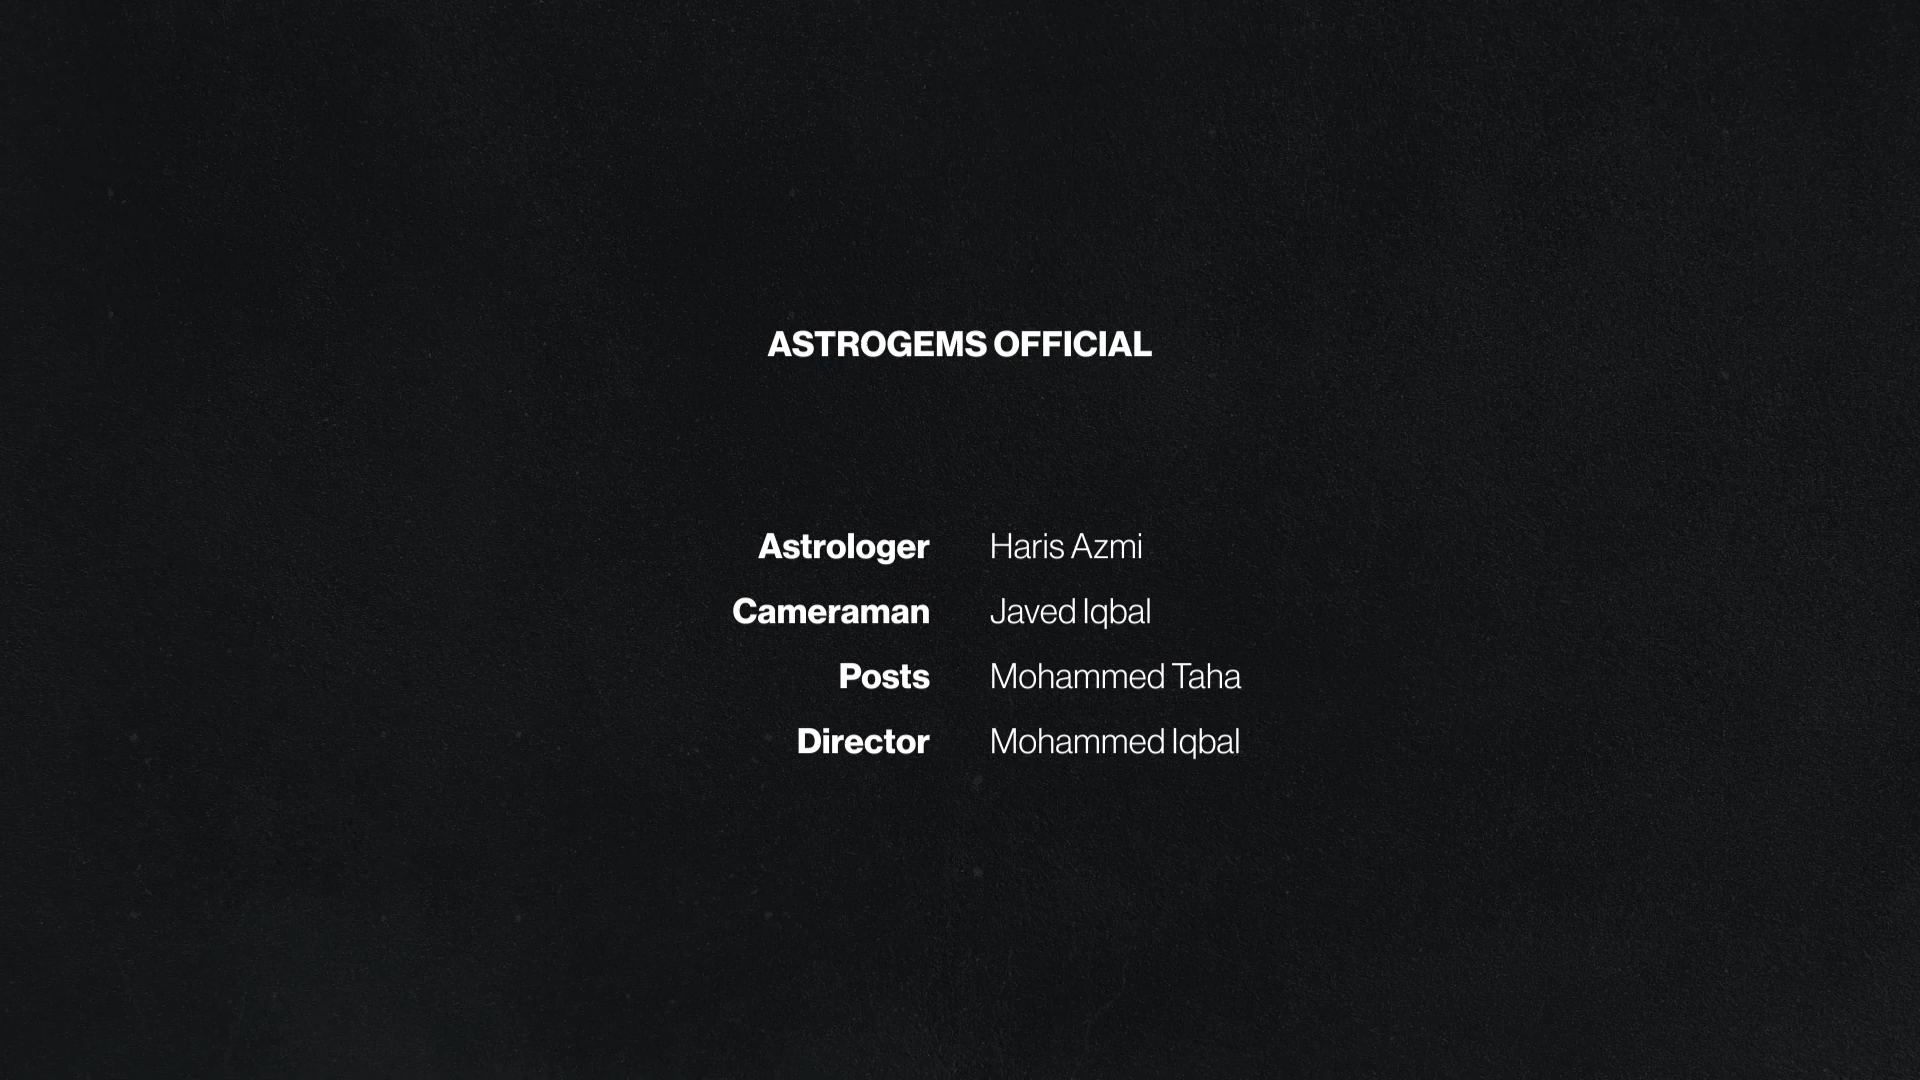 ASTROGEMS OFFICIAL
Astrologer Haris Azmi
Cameraman Javed Iqbal
Posts Mohammed Taha
Director Mohammed Iqbal